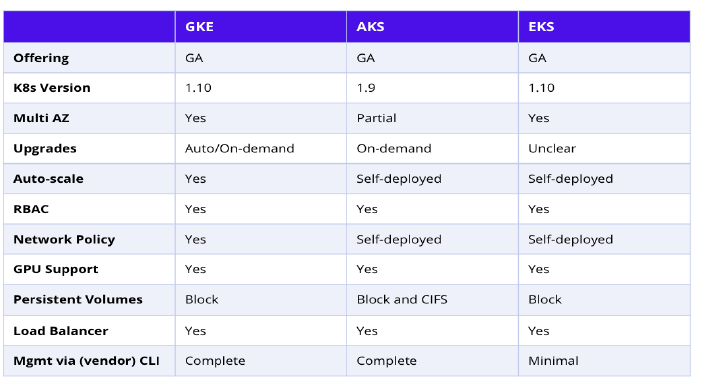 GKE AKS EKS
Offering GA GA GA
K8s Version 1.10 1.9 1.10
Multi AZ Yes Partial Yes
Upgrades Auto/On-demand On-demand Unclear
Auto-scale Yes Self-deployed Self-deployed
RBAC Yes Yes Yes
Network Policy Yes Self-deployed Self-deployed
GPU Support Yes Yes Yes
Persistent Volumes Block Block and CIFS Block
Load Balancer Yes Yes Yes
Mgmt via (vendor) CLI Complete Complete Minimal